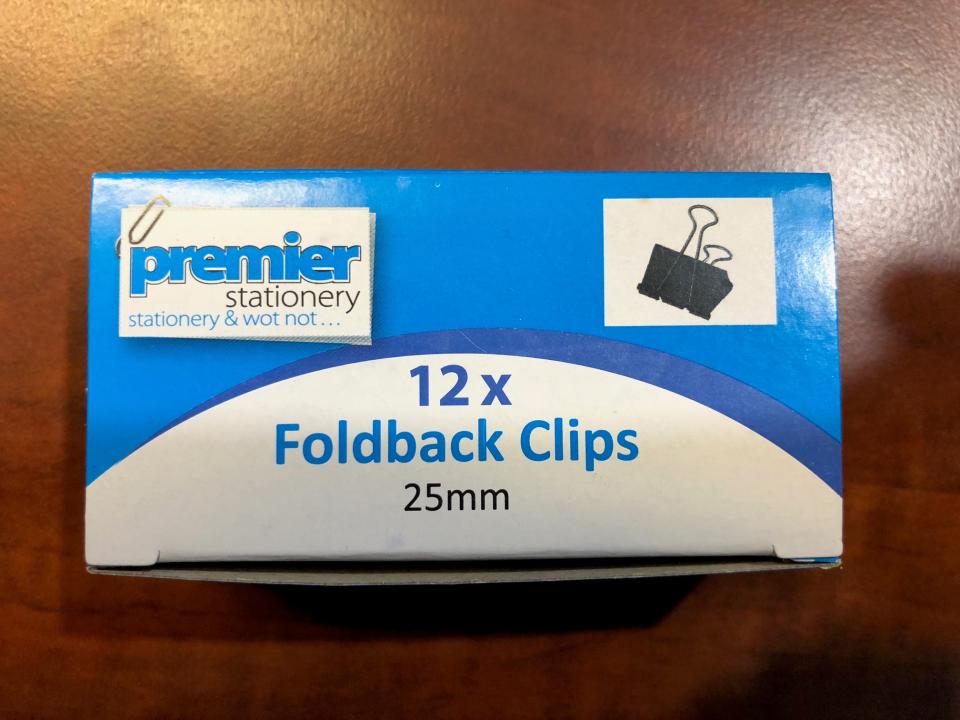 premier
stationery
stationery & wot not...
12 x
Foldback Clips
25mm